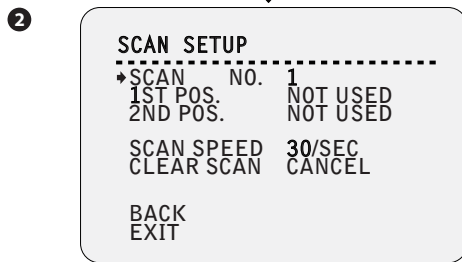 ❷
SCAN SETUP
SCAN NO. 1
1ST POS. NOT USED
2ND POS. NOT USED
SCAN SPEED 30/SEC
CLEAR SCAN CANCEL
BACK
EXIT